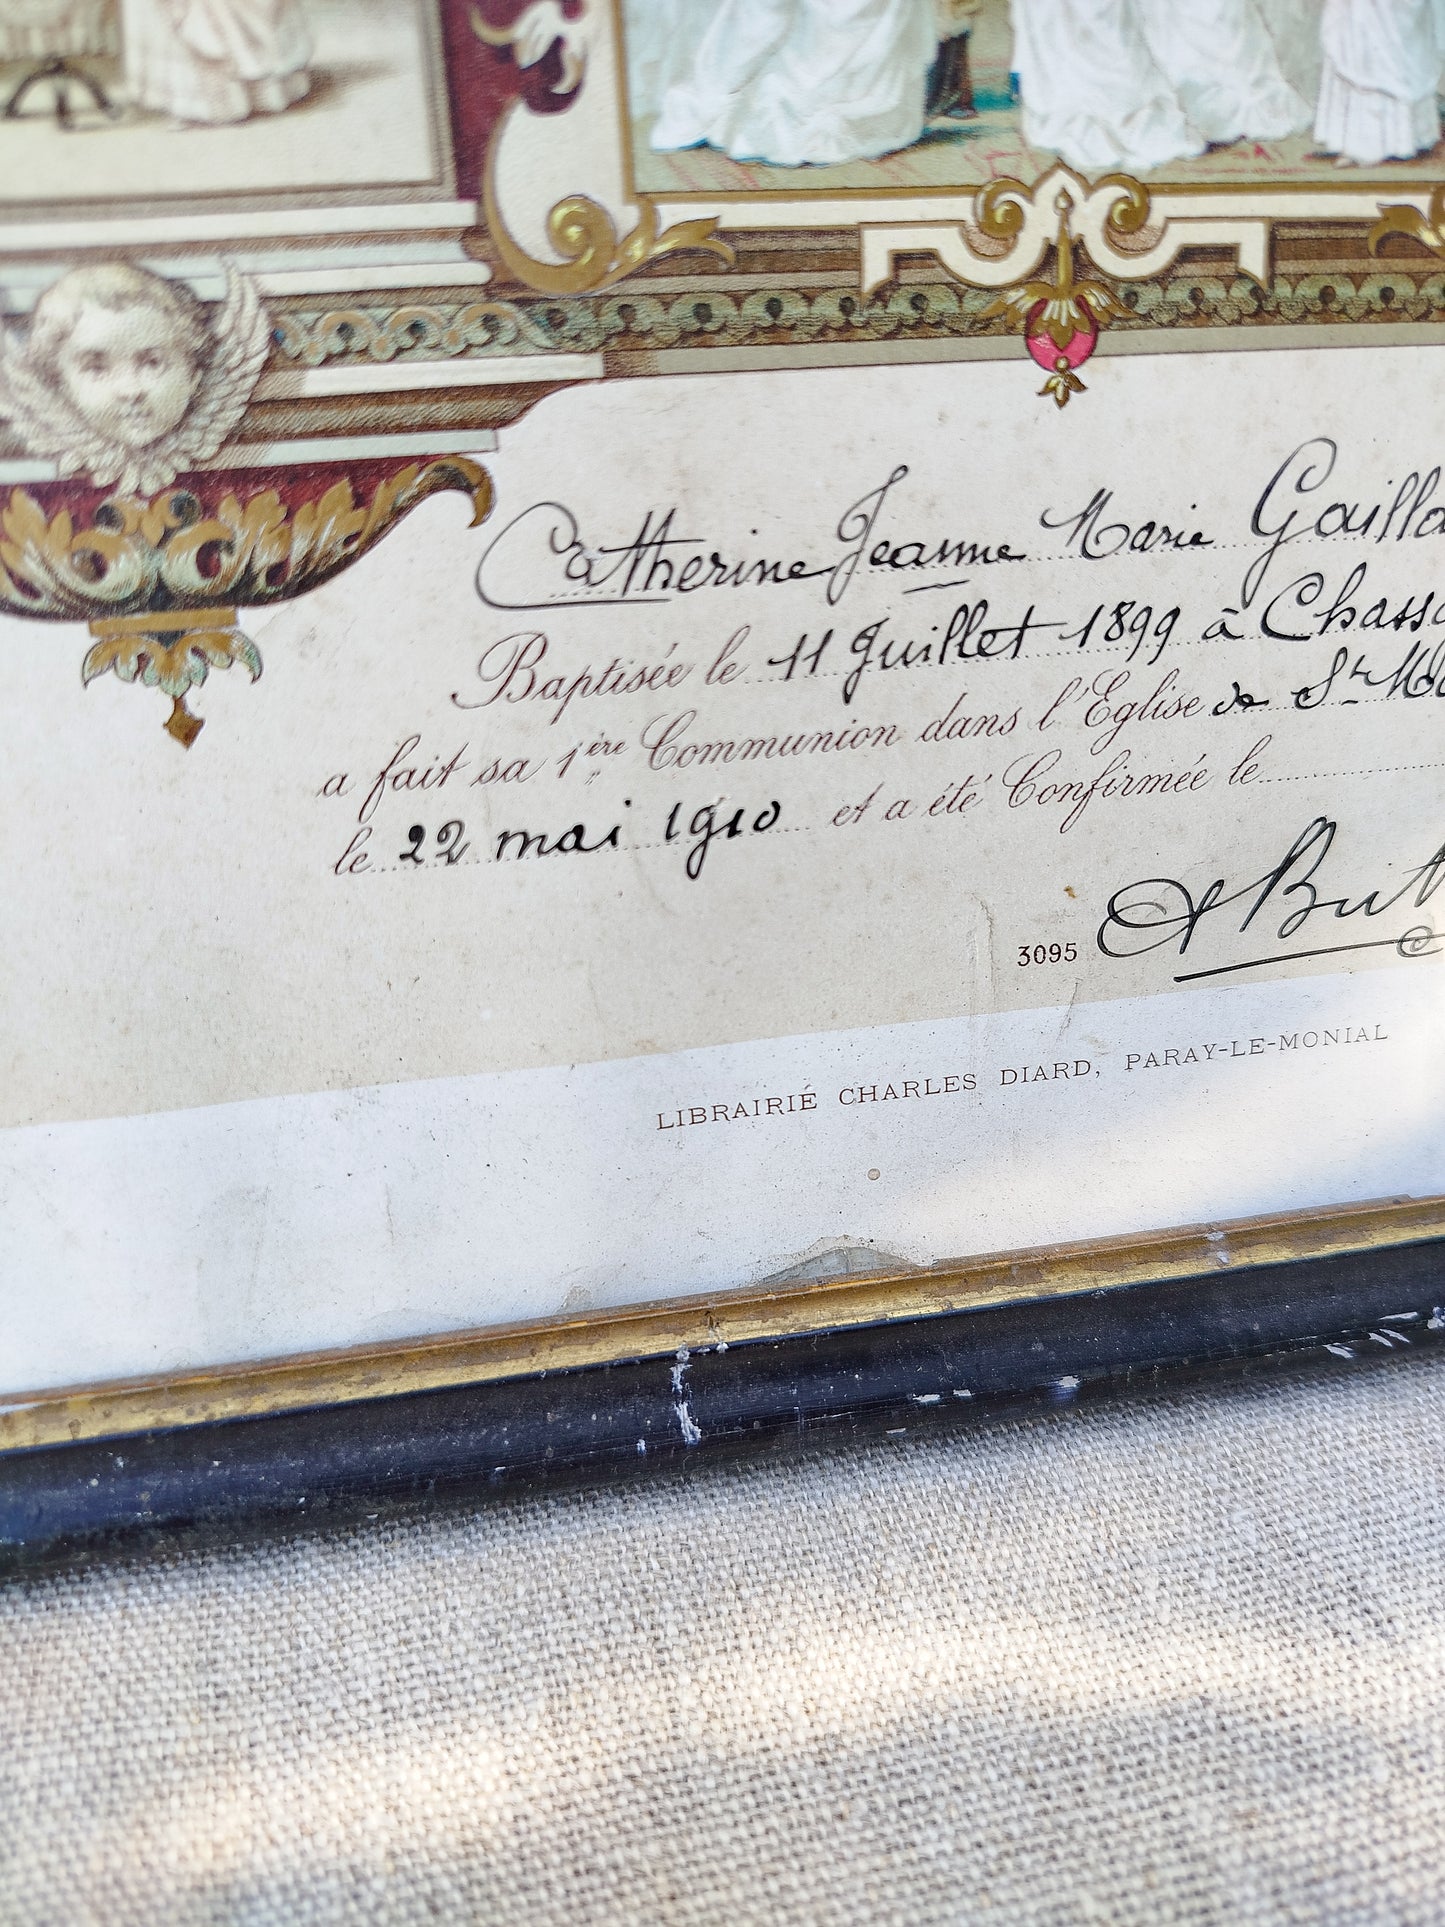 Catherine Jeanne Marie
Baptisée le 11 Juillet 1899 à
a fait sa 1ère Communion dans l'Eglise de St
le 22 mai 1910 et a été Confirmée le
3095
LIBRAIRIE CHARLES DIARD, PARAY-LE-MONIAL